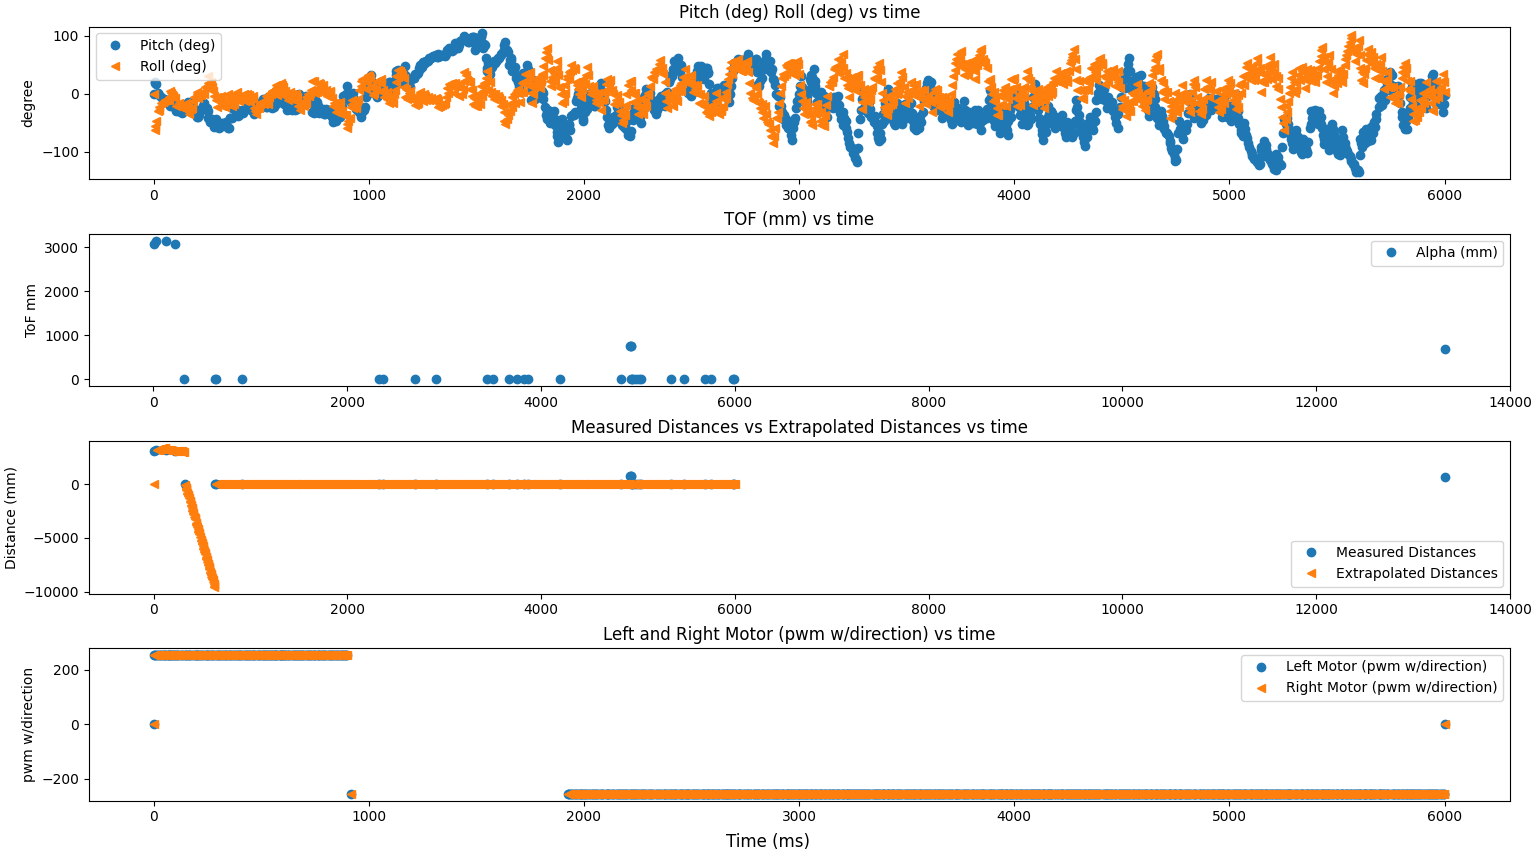 Pitch (deg) Roll (deg) vs time
degree
100
0
−100
Pitch (deg)
Roll (deg)
0 1000 2000 3000 4000 5000 6000
TOF (mm) vs time
ToF mm
3000
2000
1000
0
Alpha (mm)
0 2000 4000 6000 8000 10000 12000 14000
Measured Distances vs Extrapolated Distances vs time
Distance (mm)
0
−5000
−10000
Measured Distances
Extrapolated Distances
0 2000 4000 6000 8000 10000 12000 14000
Left and Right Motor (pwm w/direction) vs time
pwm w/direction
200
0
−200
Left Motor (pwm w/direction)
Right Motor (pwm w/direction)
0 1000 2000 3000 4000 5000 6000
Time (ms)